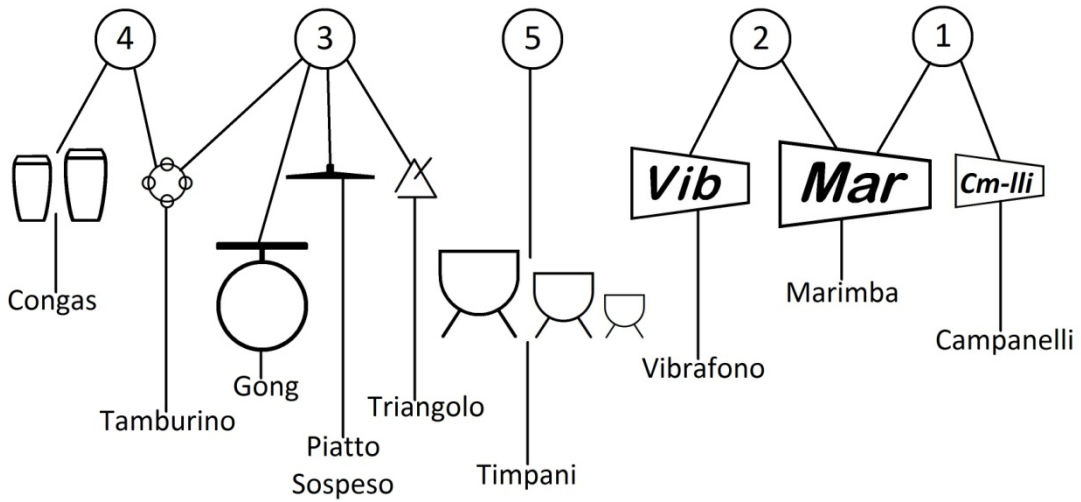 4
3
5
2
1
Vib
Mar
Cm-lli
Congas
Marimba
Campanelli
Vibrafono
Gong
Triangolo
Tamburino
Piatto
Sospeso
Timpani